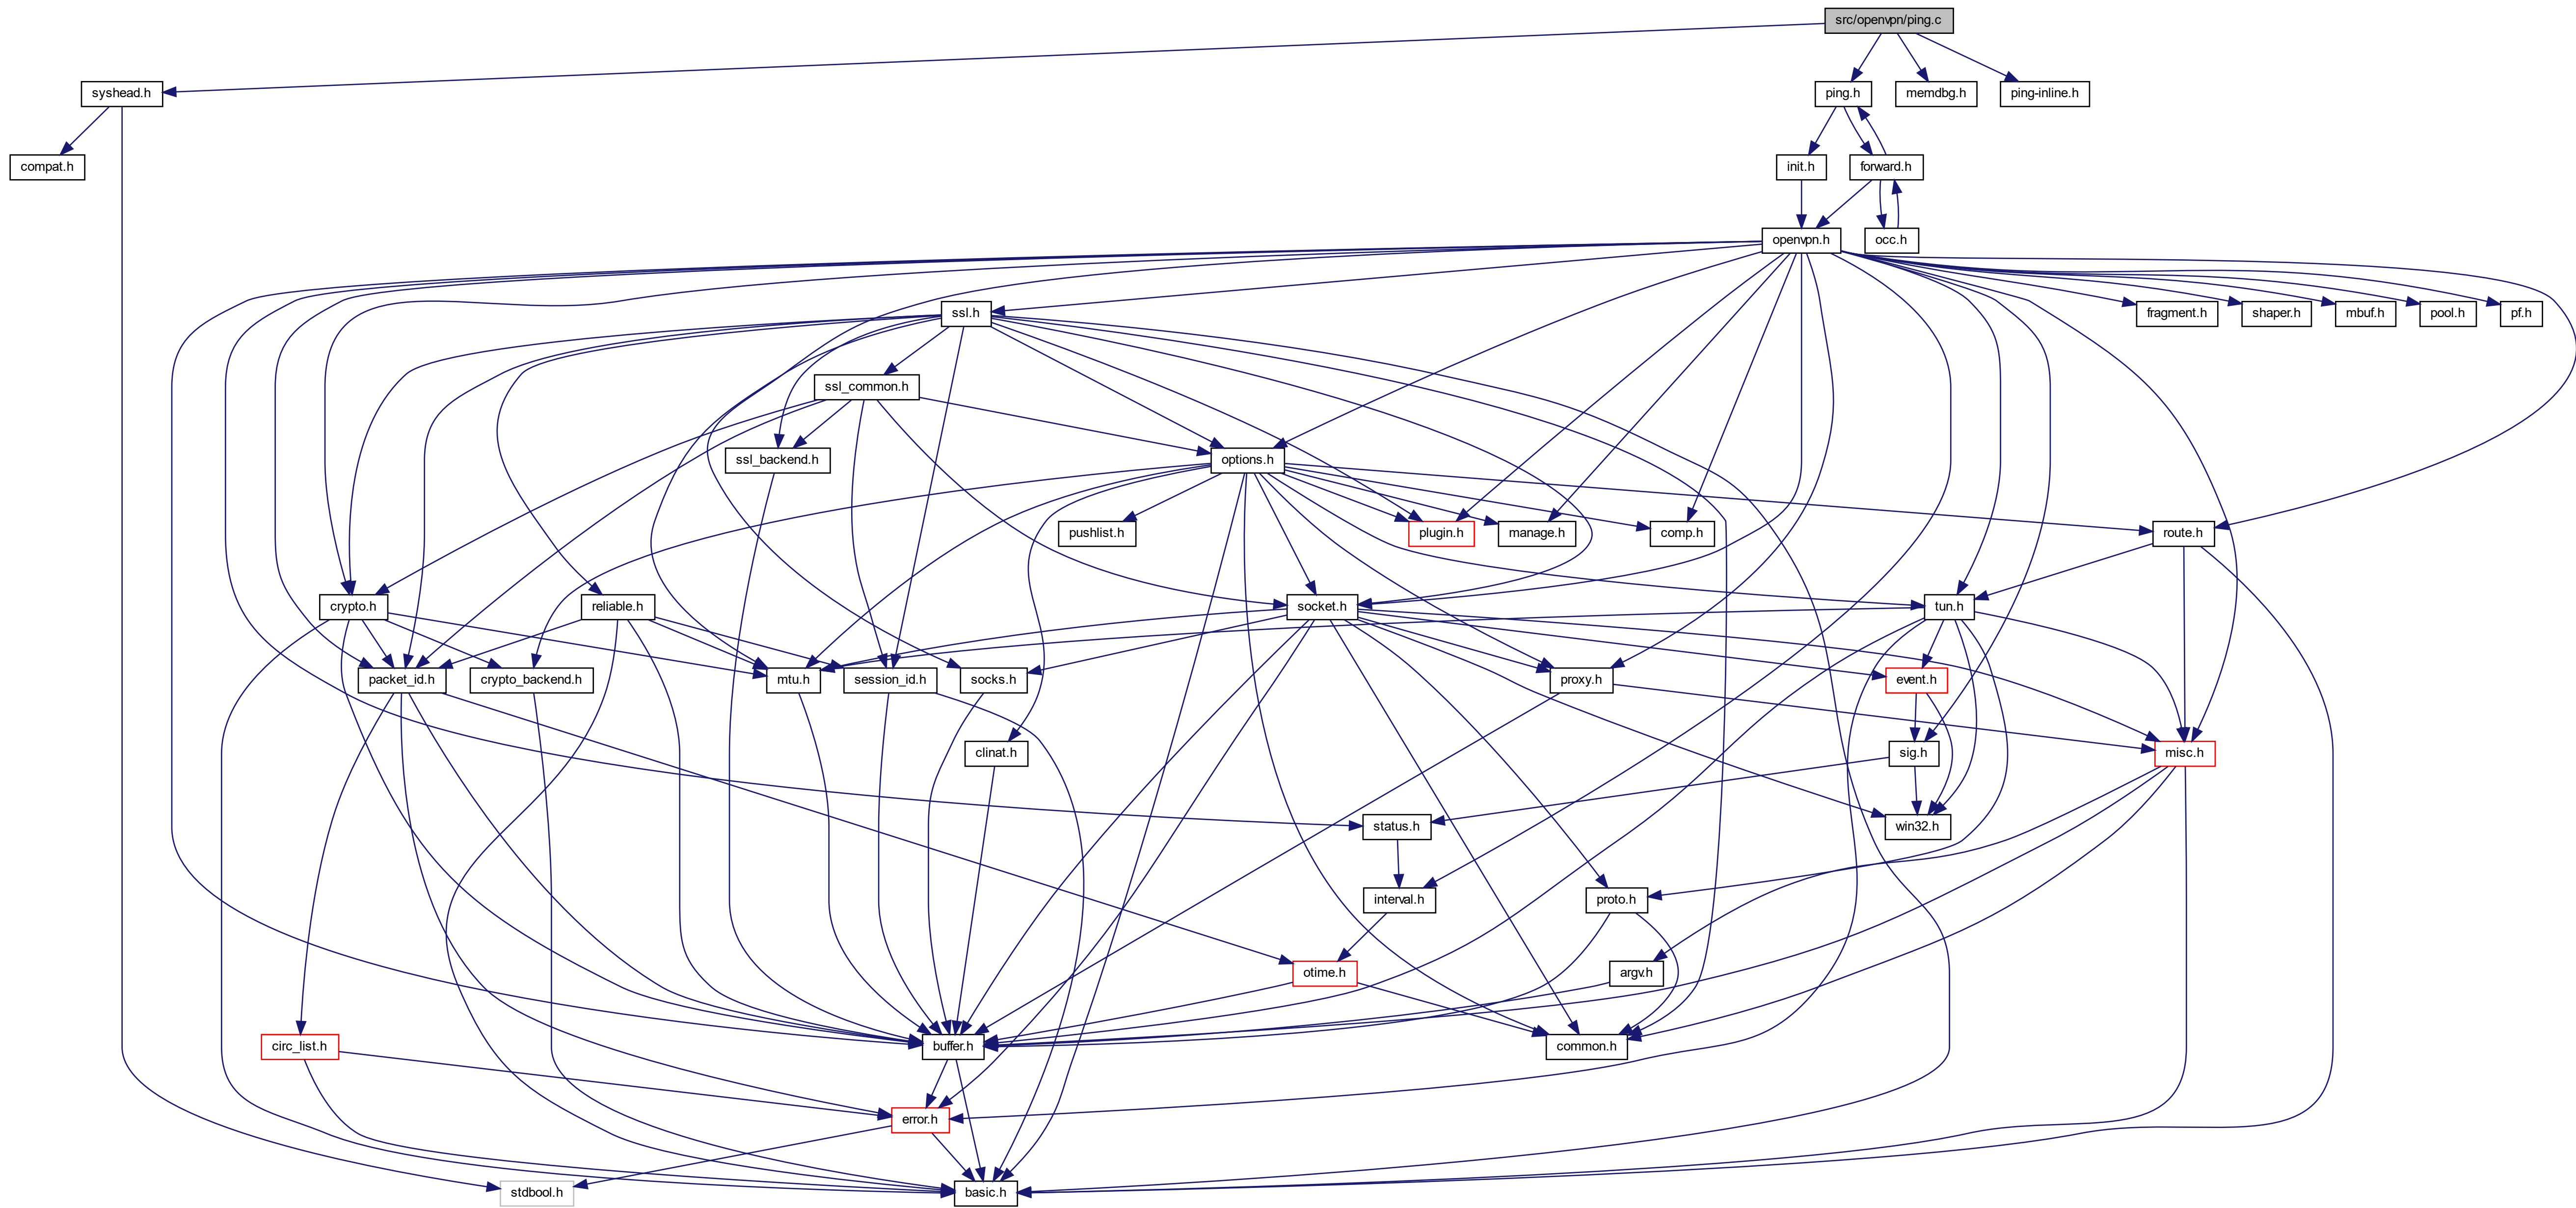 src/openvpn/ping.c
syshead.h
ping.h
memdbg.h
ping-inline.h
compat.h
init.h
forward.h
openvpn.h
occ.h
ssl.h
fragment.h
shaper.h
mbuf.h
pool.h
pf.h
ssl_common.h
ssl_backend.h
options.h
pushlist.h
plugin.h
manage.h
comp.h
route.h
crypto.h
reliable.h
socket.h
tun.h
packet_id.h
crypto_backend.h
mtu.h
session_id.h
socks.h
proxy.h
event.h
clinat.h
sig.h
misc.h
status.h
win32.h
interval.h
proto.h
otime.h
argv.h
circ_list.h
buffer.h
common.h
error.h
stdbool.h
basic.h